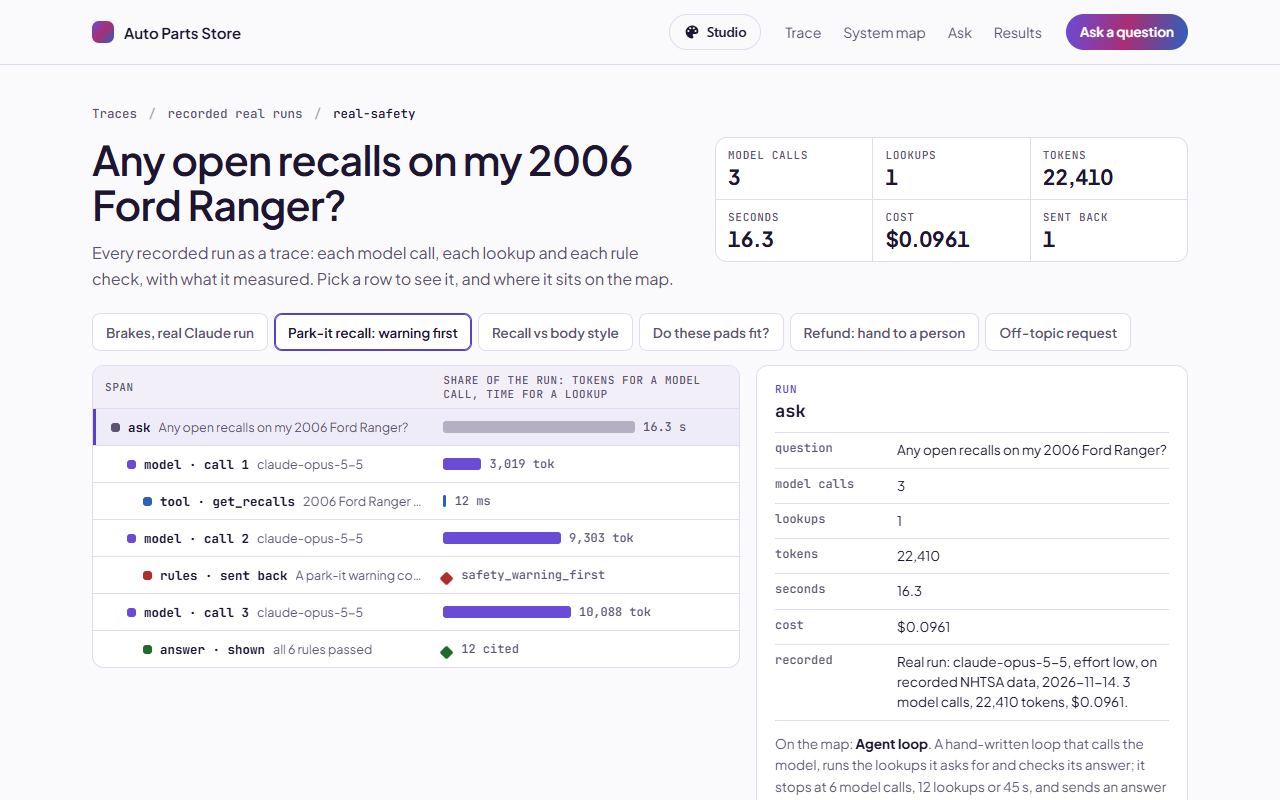 Auto Parts Store
Studio
Trace
System map
Ask
Results
Ask a question
Traces / recorded real runs / real-safety
Any open recalls on my 2006
Ford Ranger?
Every recorded run as a trace: each model call, each lookup and each rule
check, with what it measured. Pick a row to see it, and where it sits on the map.
MODEL CALLS
3
LOOKUPS
1
TOKENS
22,410
SECONDS
16.3
COST
$0.0961
SENT BACK
1
Brakes, real Claude run
Park-it recall: warning first
Recall vs body style
Do these pads fit?
Refund: hand to a person
Off-topic request
SPAN
SHARE OF THE RUN: TOKENS FOR A MODEL
CALL, TIME FOR A LOOKUP
ask Any open recalls on my 2006 Ford Ranger? 16.3 s
model · call 1 claude-opus-5-5 3,019 tok
tool · get_recalls 2006 Ford Ranger … 12 ms
model · call 2 claude-opus-5-5 9,303 tok
rules · sent back A park-it warning co… safety_warning_first
model · call 3 claude-opus-5-5 10,088 tok
answer · shown all 6 rules passed 12 cited
RUN
ask
question Any open recalls on my 2006 Ford Ranger?
model calls 3
lookups 1
tokens 22,410
seconds 16.3
cost $0.0961
recorded Real run: claude-opus-5-5, effort low, on
recorded NHTSA data, 2026-11-14. 3
model calls, 22,410 tokens, $0.0961.
On the map: Agent loop. A hand-written loop that calls the
model, runs the lookups it asks for and checks its answer; it
stops at 6 model calls, 12 lookups or 45 s, and sends an answer